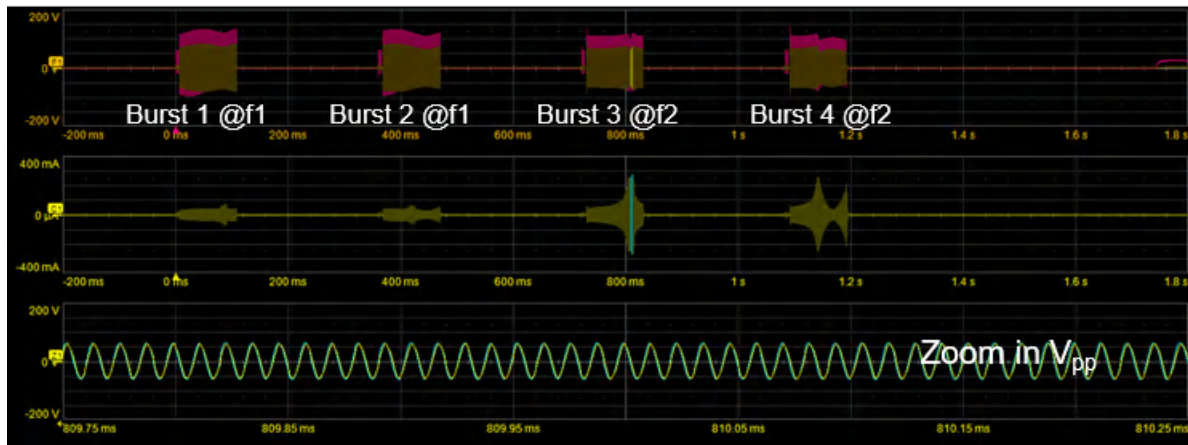 200 V
0 V
-200 V
Burst 1 @f1 Burst 2 @f1 Burst 3 @f2 Burst 4 @f2
-200 ms 0 ms 200 ms 400 ms 600 ms 800 ms 1 s 1.2 s 1.4 s 1.6 s 1.8 s
400 mA
0 µA
-400 mA
-200 ms 0 ms 200 ms 400 ms 600 ms 800 ms 1 s 1.2 s 1.4 s 1.6 s 1.8 s
200 V
0 V
-200 V
Zoom in Vpp
809.75 ms 809.85 ms 809.95 ms 810.05 ms 810.15 ms 810.25 ms